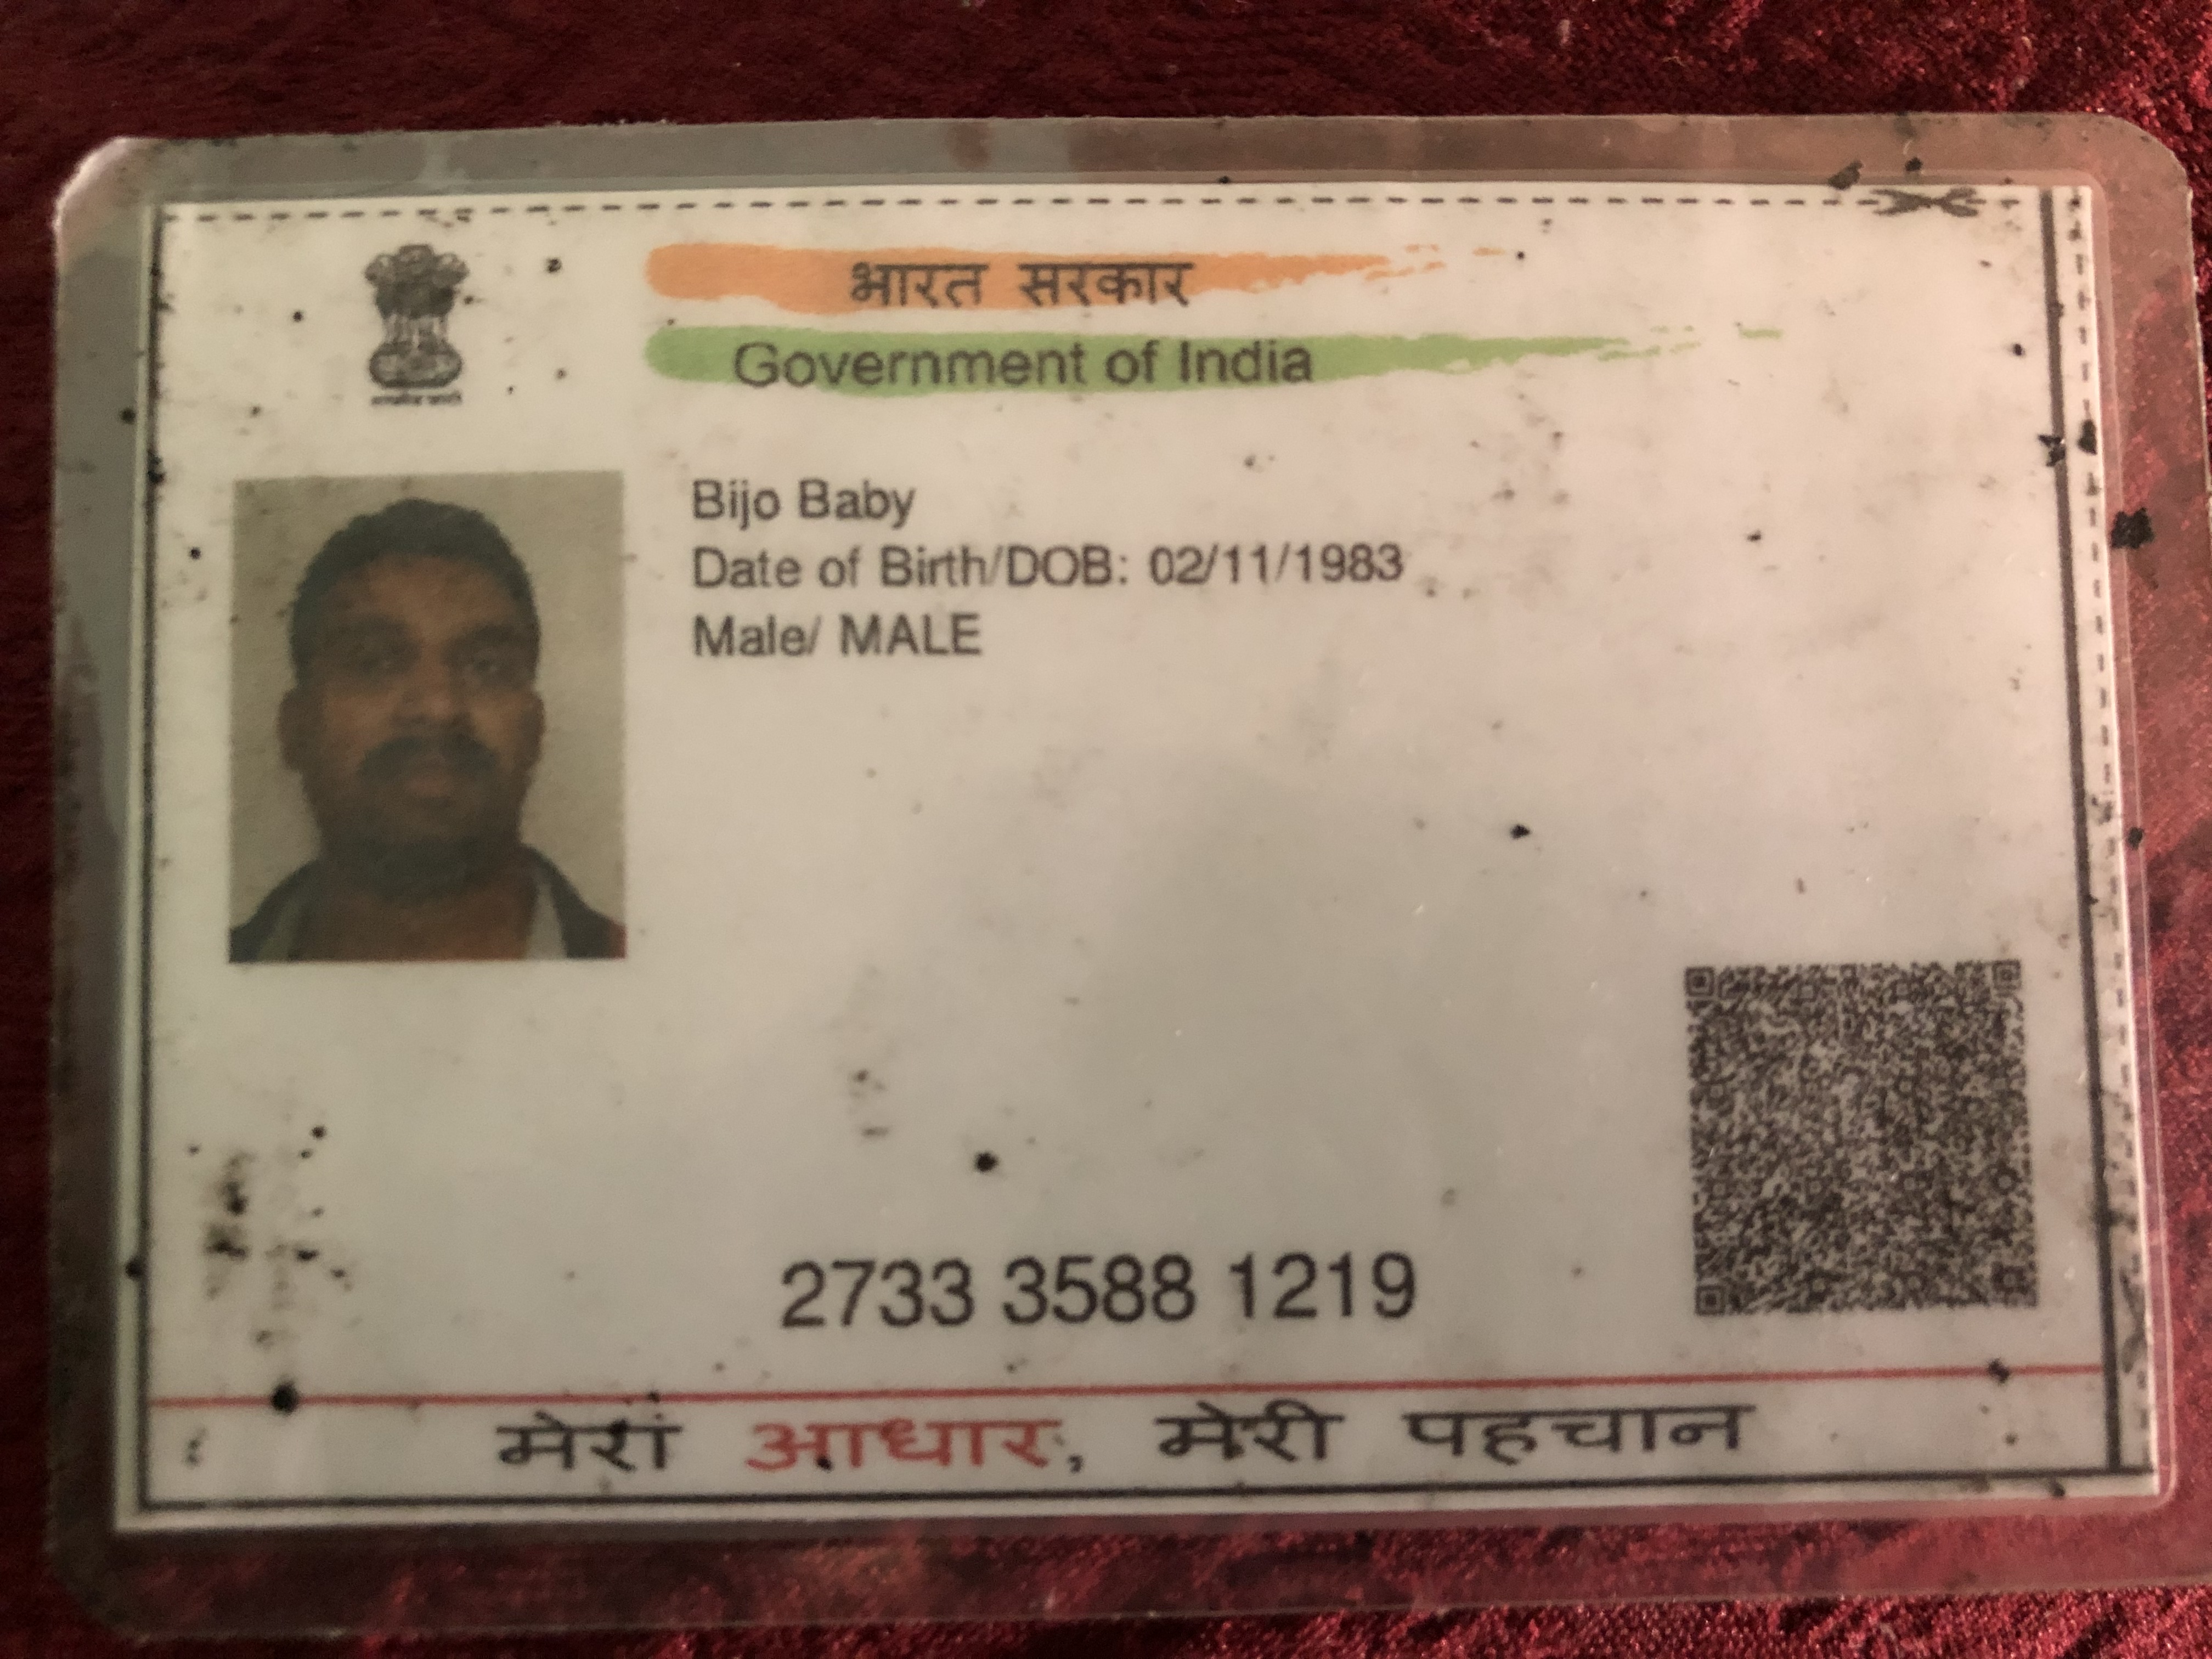 भारत सरकार
Government of India
Bijo Baby
Date of Birth/DOB: 02/11/1983
Male/ MALE
2733 3588 1219
मेरा आधार, मेरी पहचान